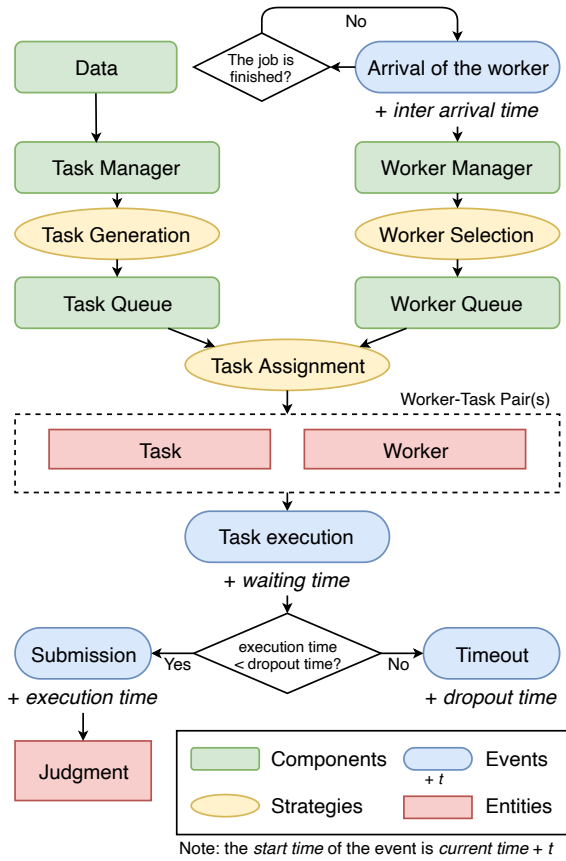 No
The job is
finished?
Arrival of the worker
Data
+ inter arrival time
Task Manager
Worker Manager
Task Generation
Worker Selection
Task Queue
Worker Queue
Task Assignment
Worker-Task Pair(s)
Task
Worker
Task execution
+ waiting time
Submission
Yes
execution time
< dropout time?
No
Timeout
+ execution time
+ dropout time
Judgment
Components
Events
+ t
Strategies
Entities
Note: the start time of the event is current time + t